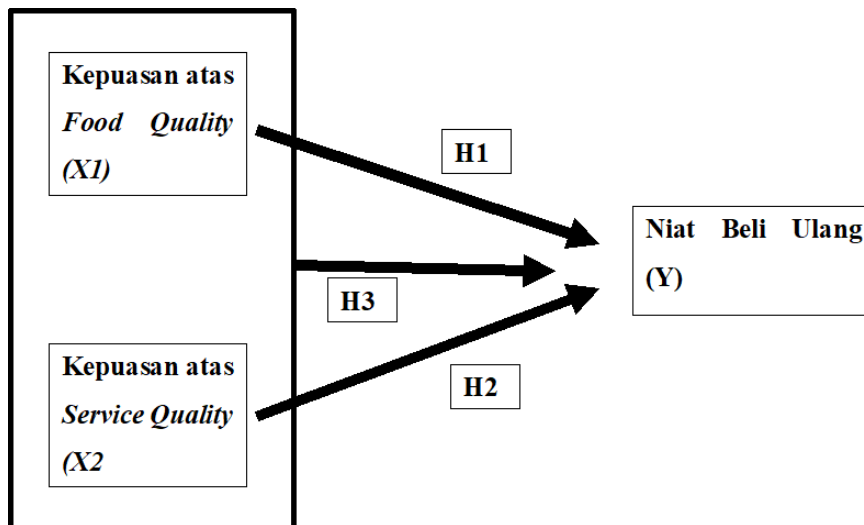 Kepuasan atas
Food Quality
(X1)
H1
Niat Beli Ulang
(Y)
H3
Kepuasan atas
Service Quality
(X2
H2